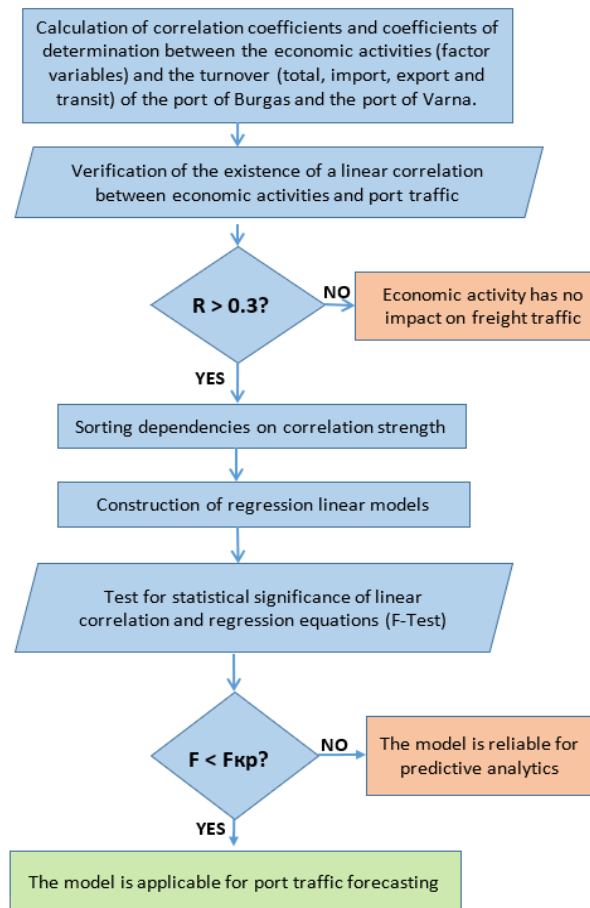 Calculation of correlation coefficients and coefficients of
determination between the economic activities (factor
variables) and the turnover (total, import, export and
transit) of the port of Burgas and the port of Varna.
Verification of the existence of a linear correlation
between economic activities and port traffic
R > 0.3?
NO
Economic activity has no
impact on freight traffic
YES
Sorting dependencies on correlation strength
Construction of regression linear models
Test for statistical significance of linear
correlation and regression equations (F-Test)
F < Fкр?
NO
The model is reliable for
predictive analytics
YES
The model is applicable for port traffic forecasting